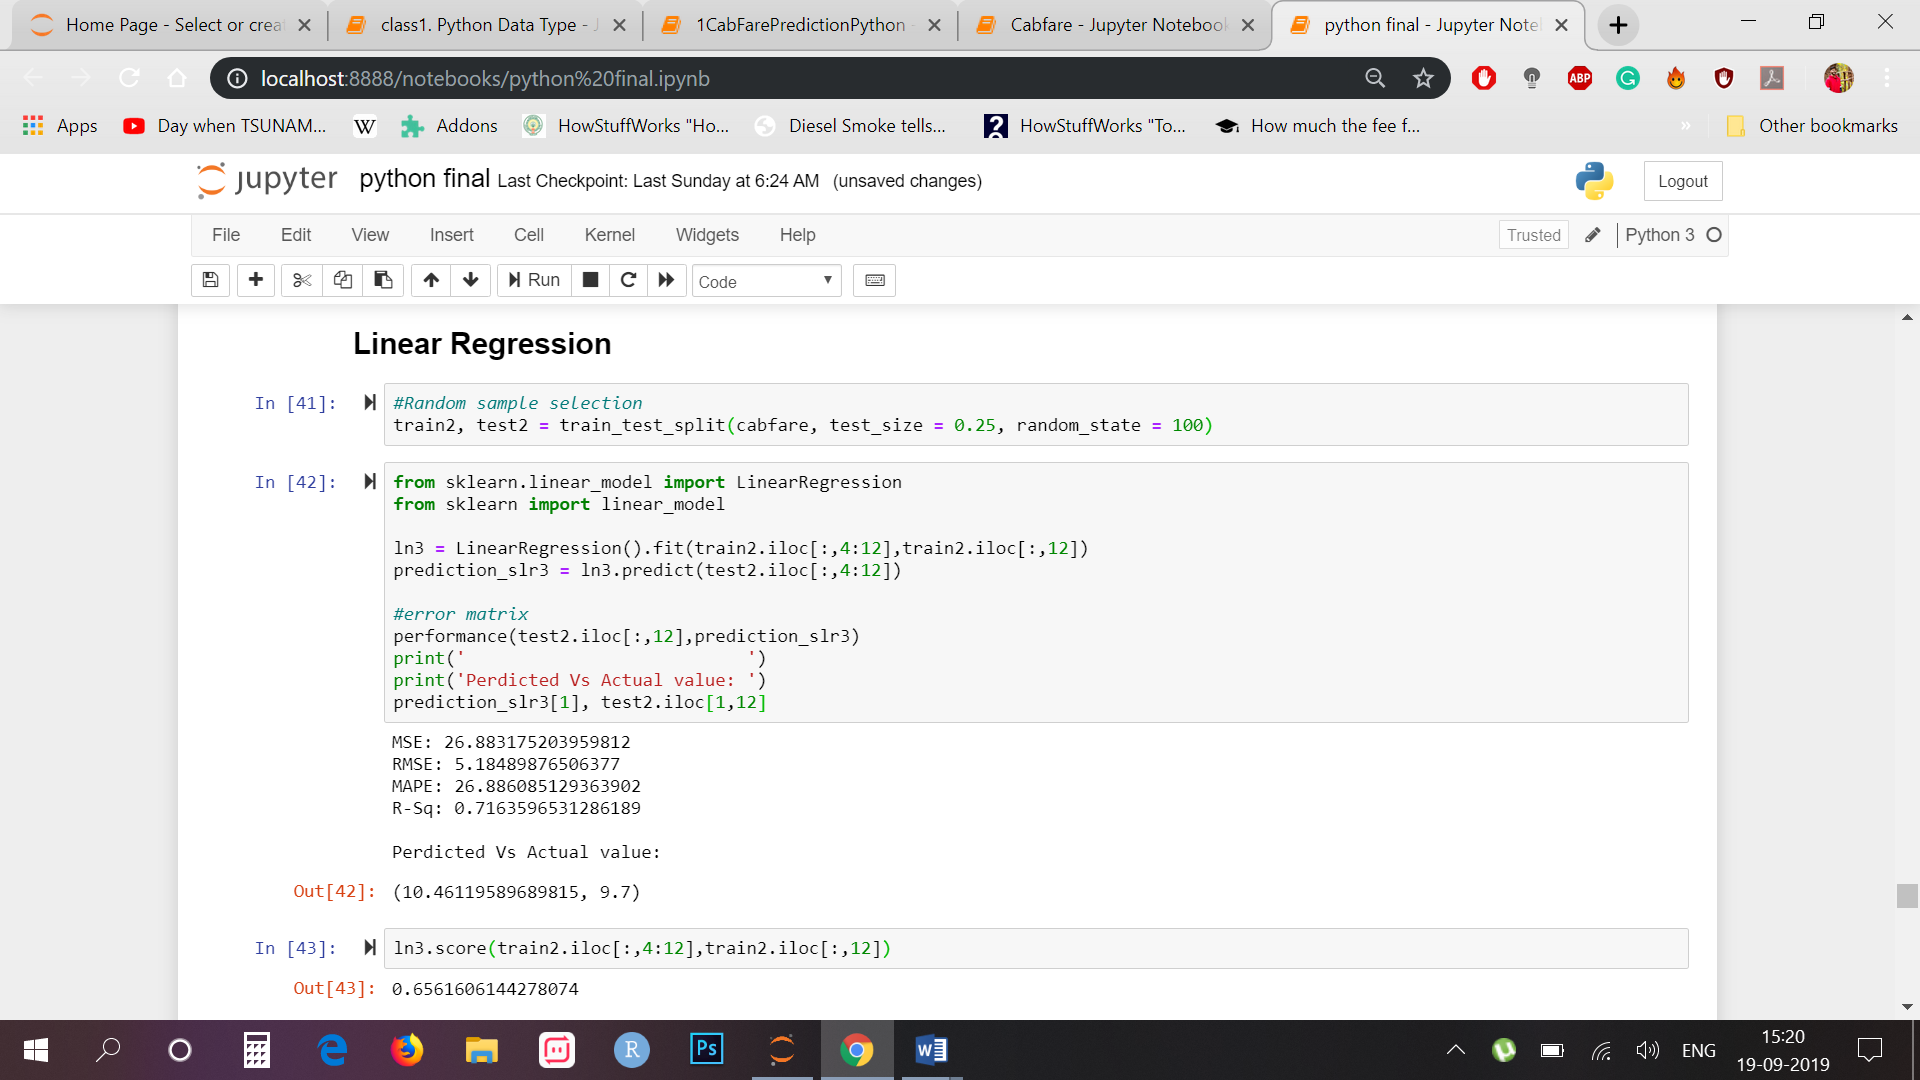 Home Page - Select or crea
class1. Python Data Type - J
1CabFarePredictionPython -
Cabfare - Jupyter Notebook
python final - Jupyter Note
localhost:8888/notebooks/python%20final.ipynb
ABP
Apps
Day when TSUNAM...
W
Addons
HowStuffWorks "Ho...
Diesel Smoke tells...
HowStuffWorks "To...
How much the fee f...
»
Other bookmarks
jupyter python final Last Checkpoint: Last Sunday at 6:24 AM (unsaved changes)
Logout
File Edit View Insert Cell Kernel Widgets Help
Trusted
Python 3
Run
Code
Linear Regression
In [41]: #Random sample selection
train2, test2 = train_test_split(cabfare, test_size = 0.25, random_state = 100)
In [42]: from sklearn.linear_model import LinearRegression
from sklearn import linear_model
ln3 = LinearRegression().fit(train2.iloc[:,4:12],train2.iloc[:,12])
prediction_slr3 = ln3.predict(test2.iloc[:,4:12])
#error matrix
performance(test2.iloc[:,12],prediction_slr3)
print('                           ')
print('Perdicted Vs Actual value: ')
prediction_slr3[1], test2.iloc[1,12]
MSE: 26.883175203959812
RMSE: 5.18489876506377
MAPE: 26.886085129363902
R-Sq: 0.7163596531286189
Perdicted Vs Actual value:
Out[42]: (10.46119589689815, 9.7)
In [43]: ln3.score(train2.iloc[:,4:12],train2.iloc[:,12])
Out[43]: 0.6561606144278074
R
Ps
W
ENG
15:20
19-09-2019